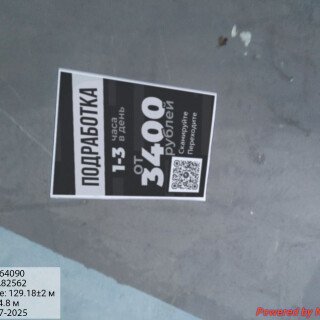 ПОДРАБОТКА
1-3 часа
в день
от
3400
рублей
Сканируйте
Переходите
64090
.82562
e: 129.18±2 м
4.8 м
7-2025
Powered by